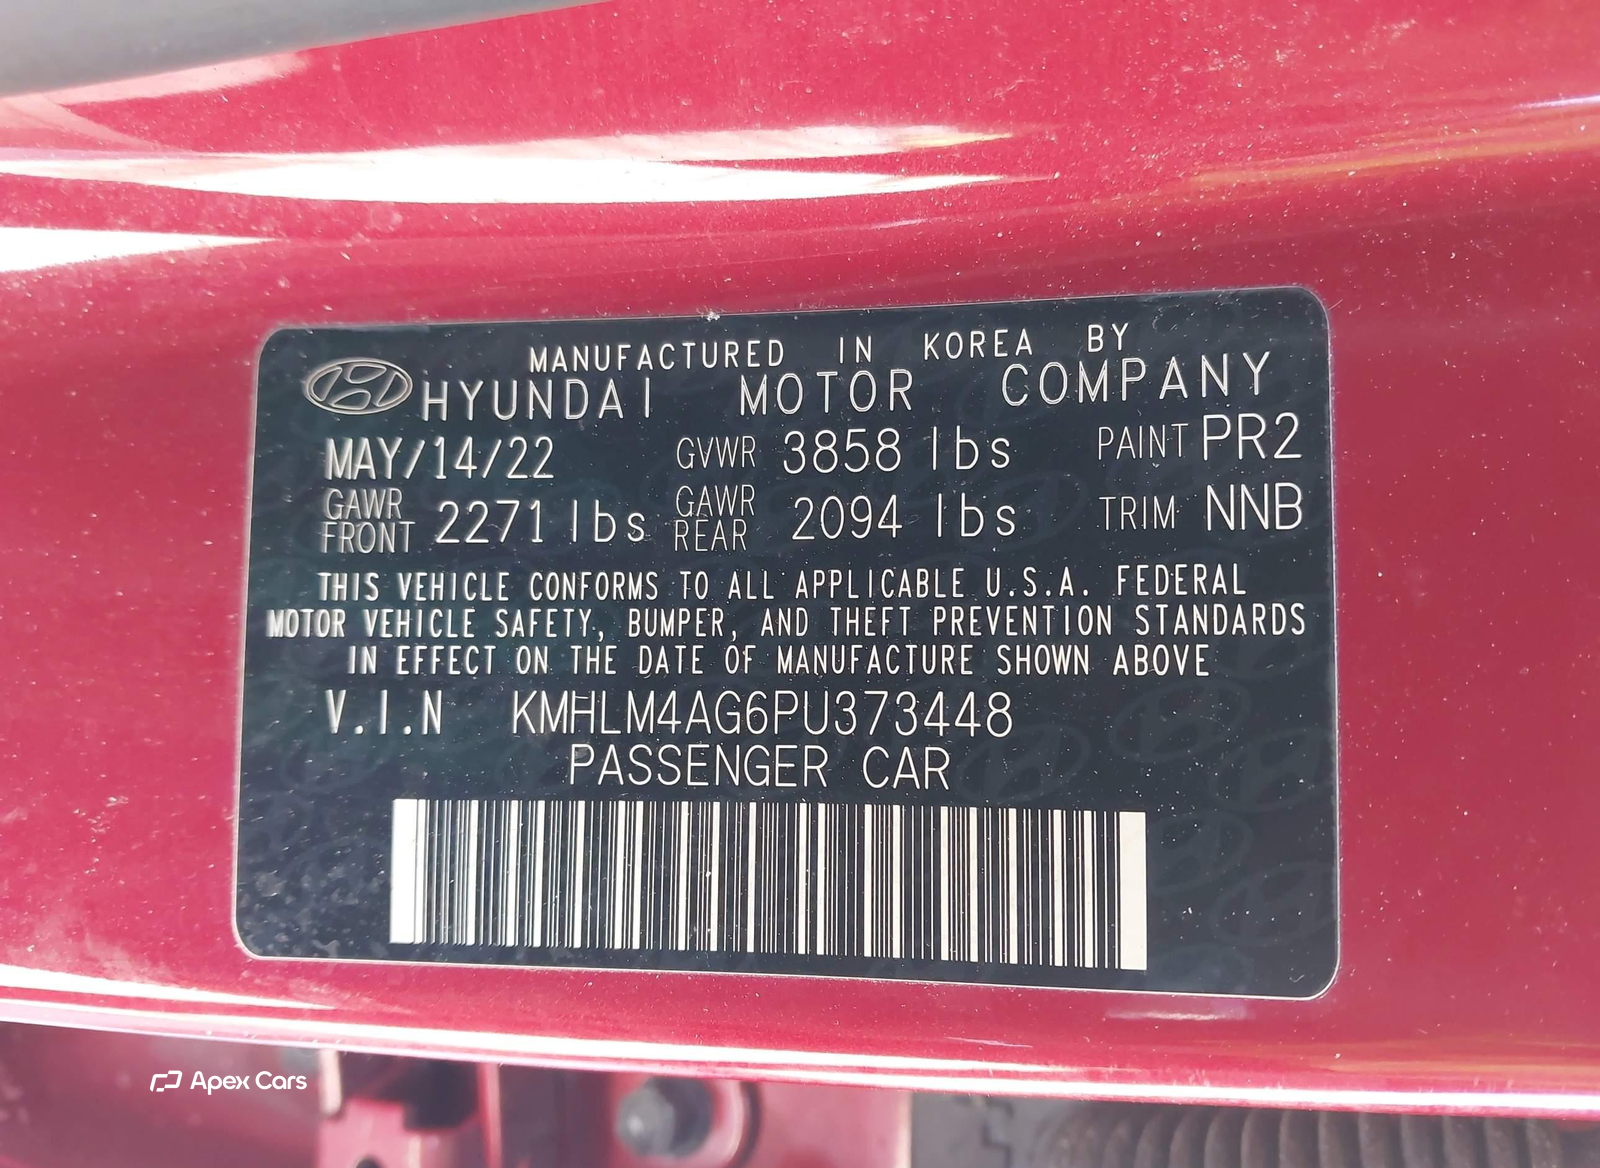 MANUFACTURED IN KOREA BY
HYUNDAI MOTOR COMPANY
MAY/14/22 GVWR 3858 lbs PAINT PR2
GAWR FRONT 2271 lbs GAWR REAR 2094 lbs TRIM NNB
THIS VEHICLE CONFORMS TO ALL APPLICABLE U.S.A. FEDERAL
MOTOR VEHICLE SAFETY, BUMPER, AND THEFT PREVENTION STANDARDS
IN EFFECT ON THE DATE OF MANUFACTURE SHOWN ABOVE
V.I.N KMHLM4AG6PU373448
PASSENGER CAR
Apex Cars